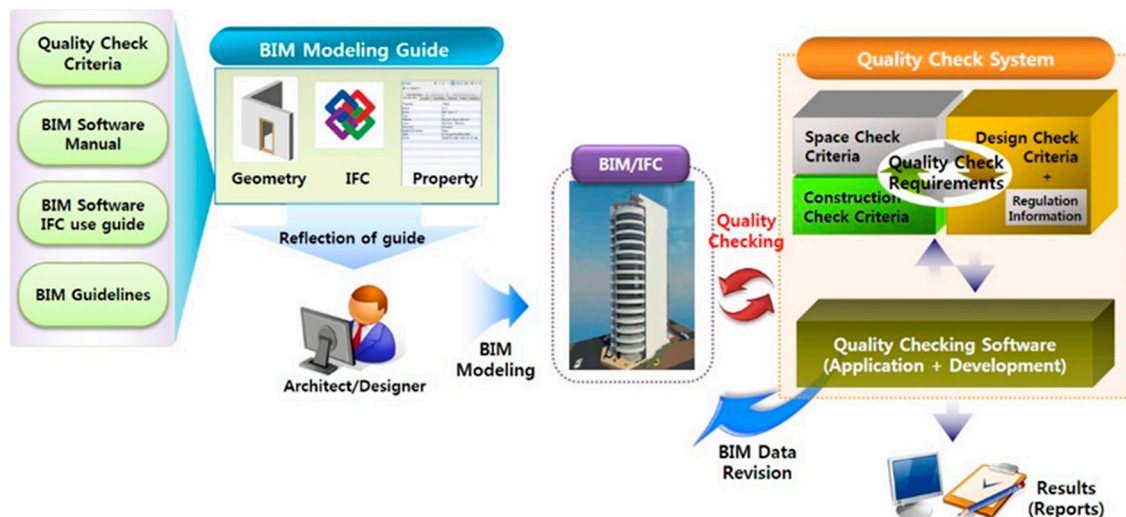 Quality Check
Criteria
BIM Software
Manual
BIM Software
IFC use guide
BIM Guidelines
BIM Modeling Guide
Geometry
IFC
Property
Reflection of guide
Architect/Designer
BIM
Modeling
BIM/IFC
Quality
Checking
Quality Check System
Space Check
Criteria
Design Check
Criteria
+
Regulation
Information
Quality Check
Requirements
Construction
Check Criteria
Quality Checking Software
(Application + Development)
BIM Data
Revision
Results
(Reports)